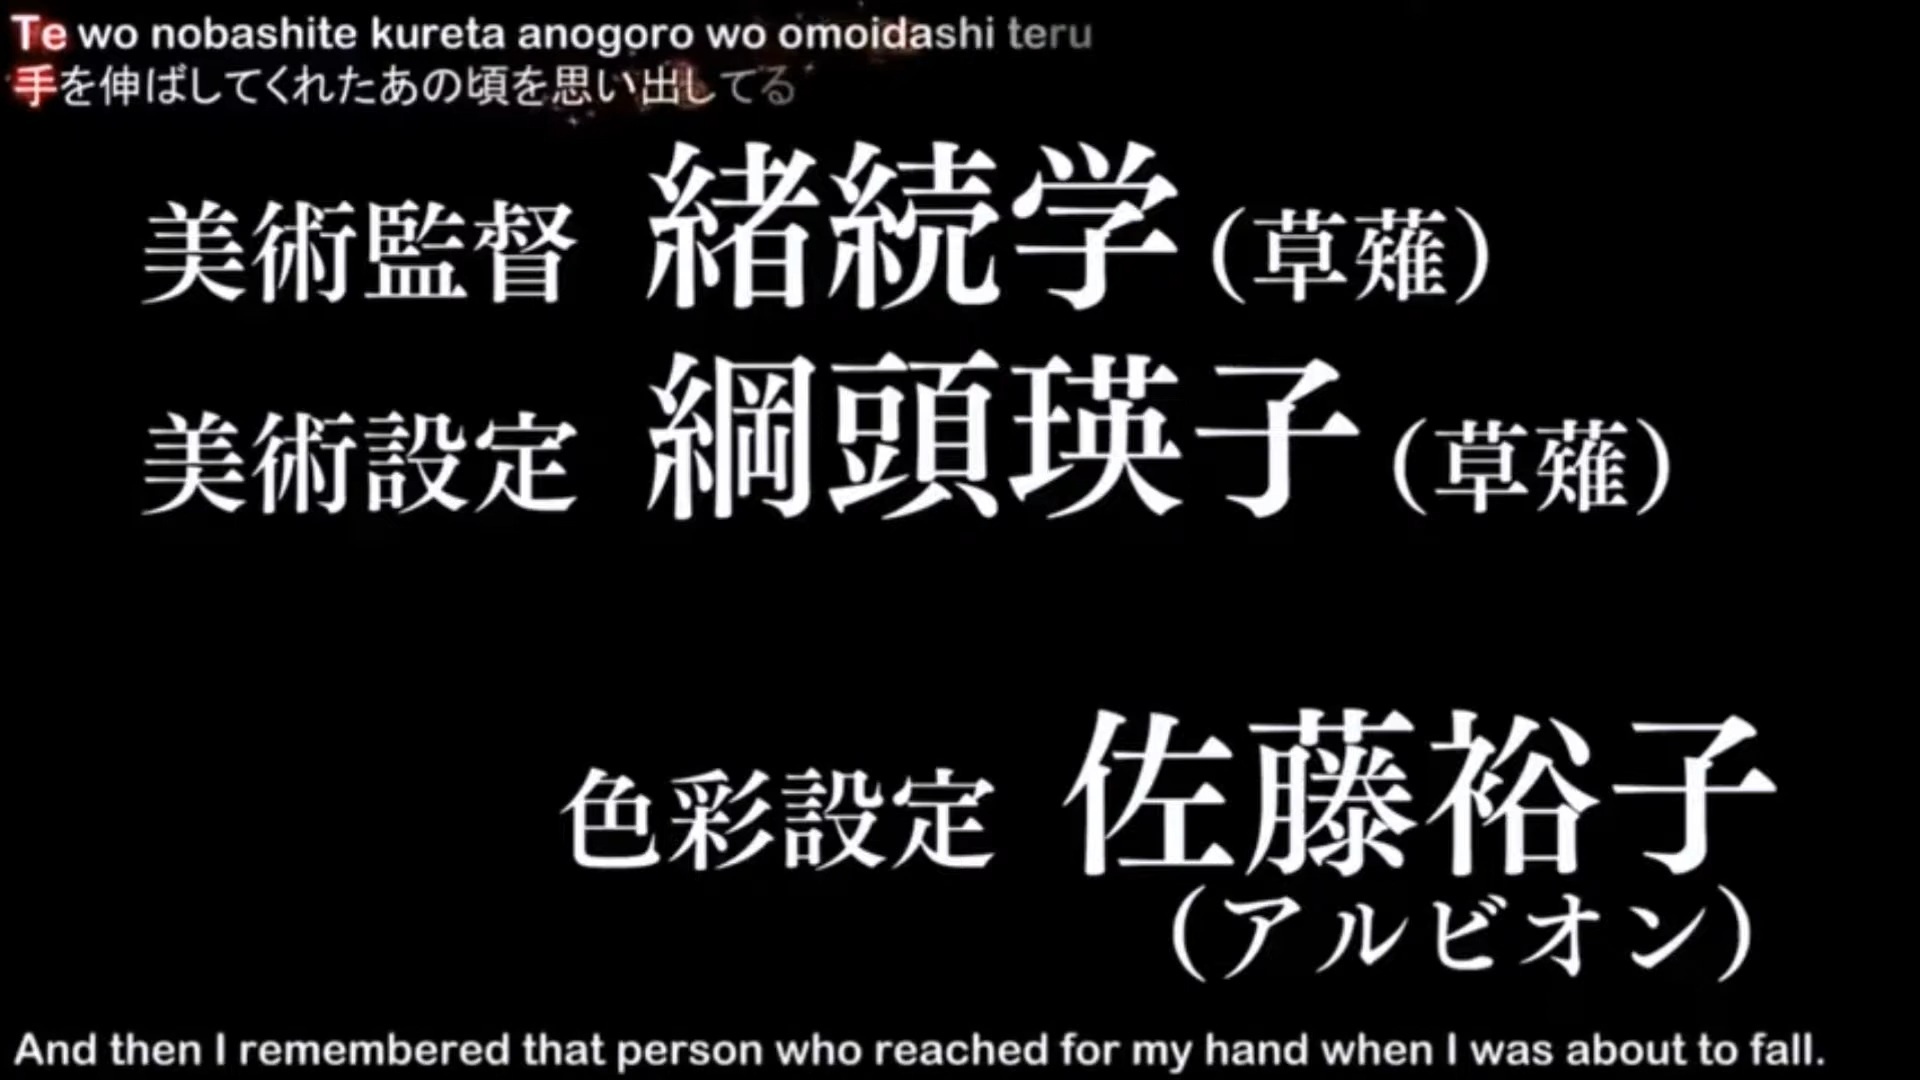 Te wo nobashite kureta anogoro wo omoidashi teru
手を伸ばしてくれたあの頃を思い出してる
美術監督 緒続学（草薙）
美術設定 綱頭瑛子（草薙）
色彩設定 佐藤裕子
（アルビオン）
And then I remembered that person who reached for my hand when I was about to fall.